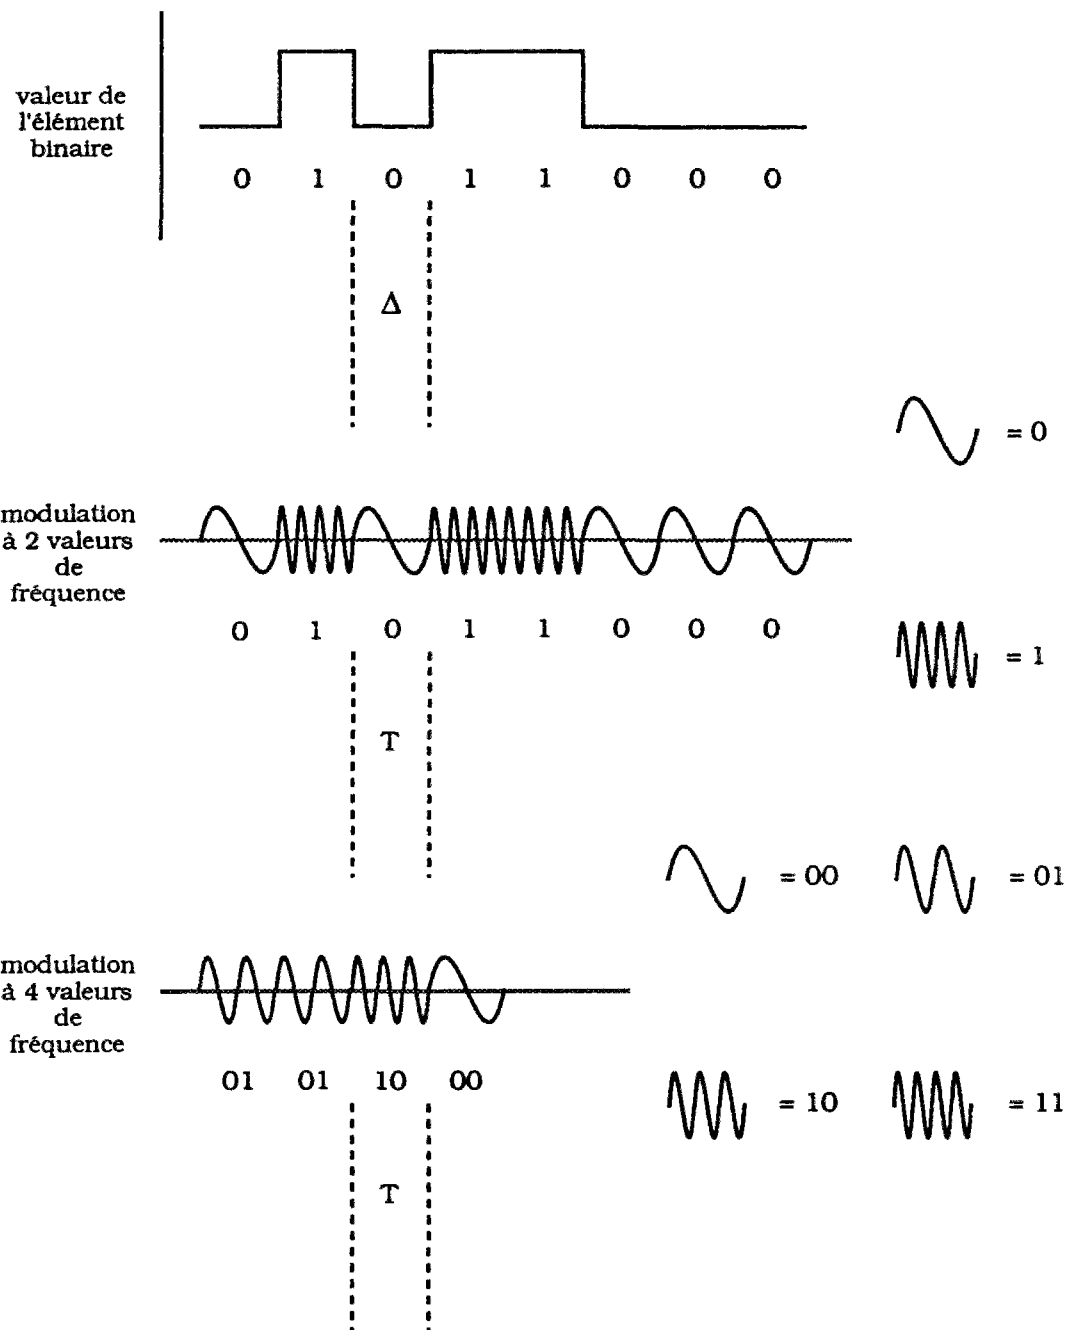 valeur de
l'élément
binaire
0 1 0 1 1 0 0 0
Δ
= 0
modulation
à 2 valeurs
de
fréquence
0 1 0 1 1 0 0 0
= 1
T
= 00 = 01
modulation
à 4 valeurs
de
fréquence
01 01 10 00
= 10 = 11
T